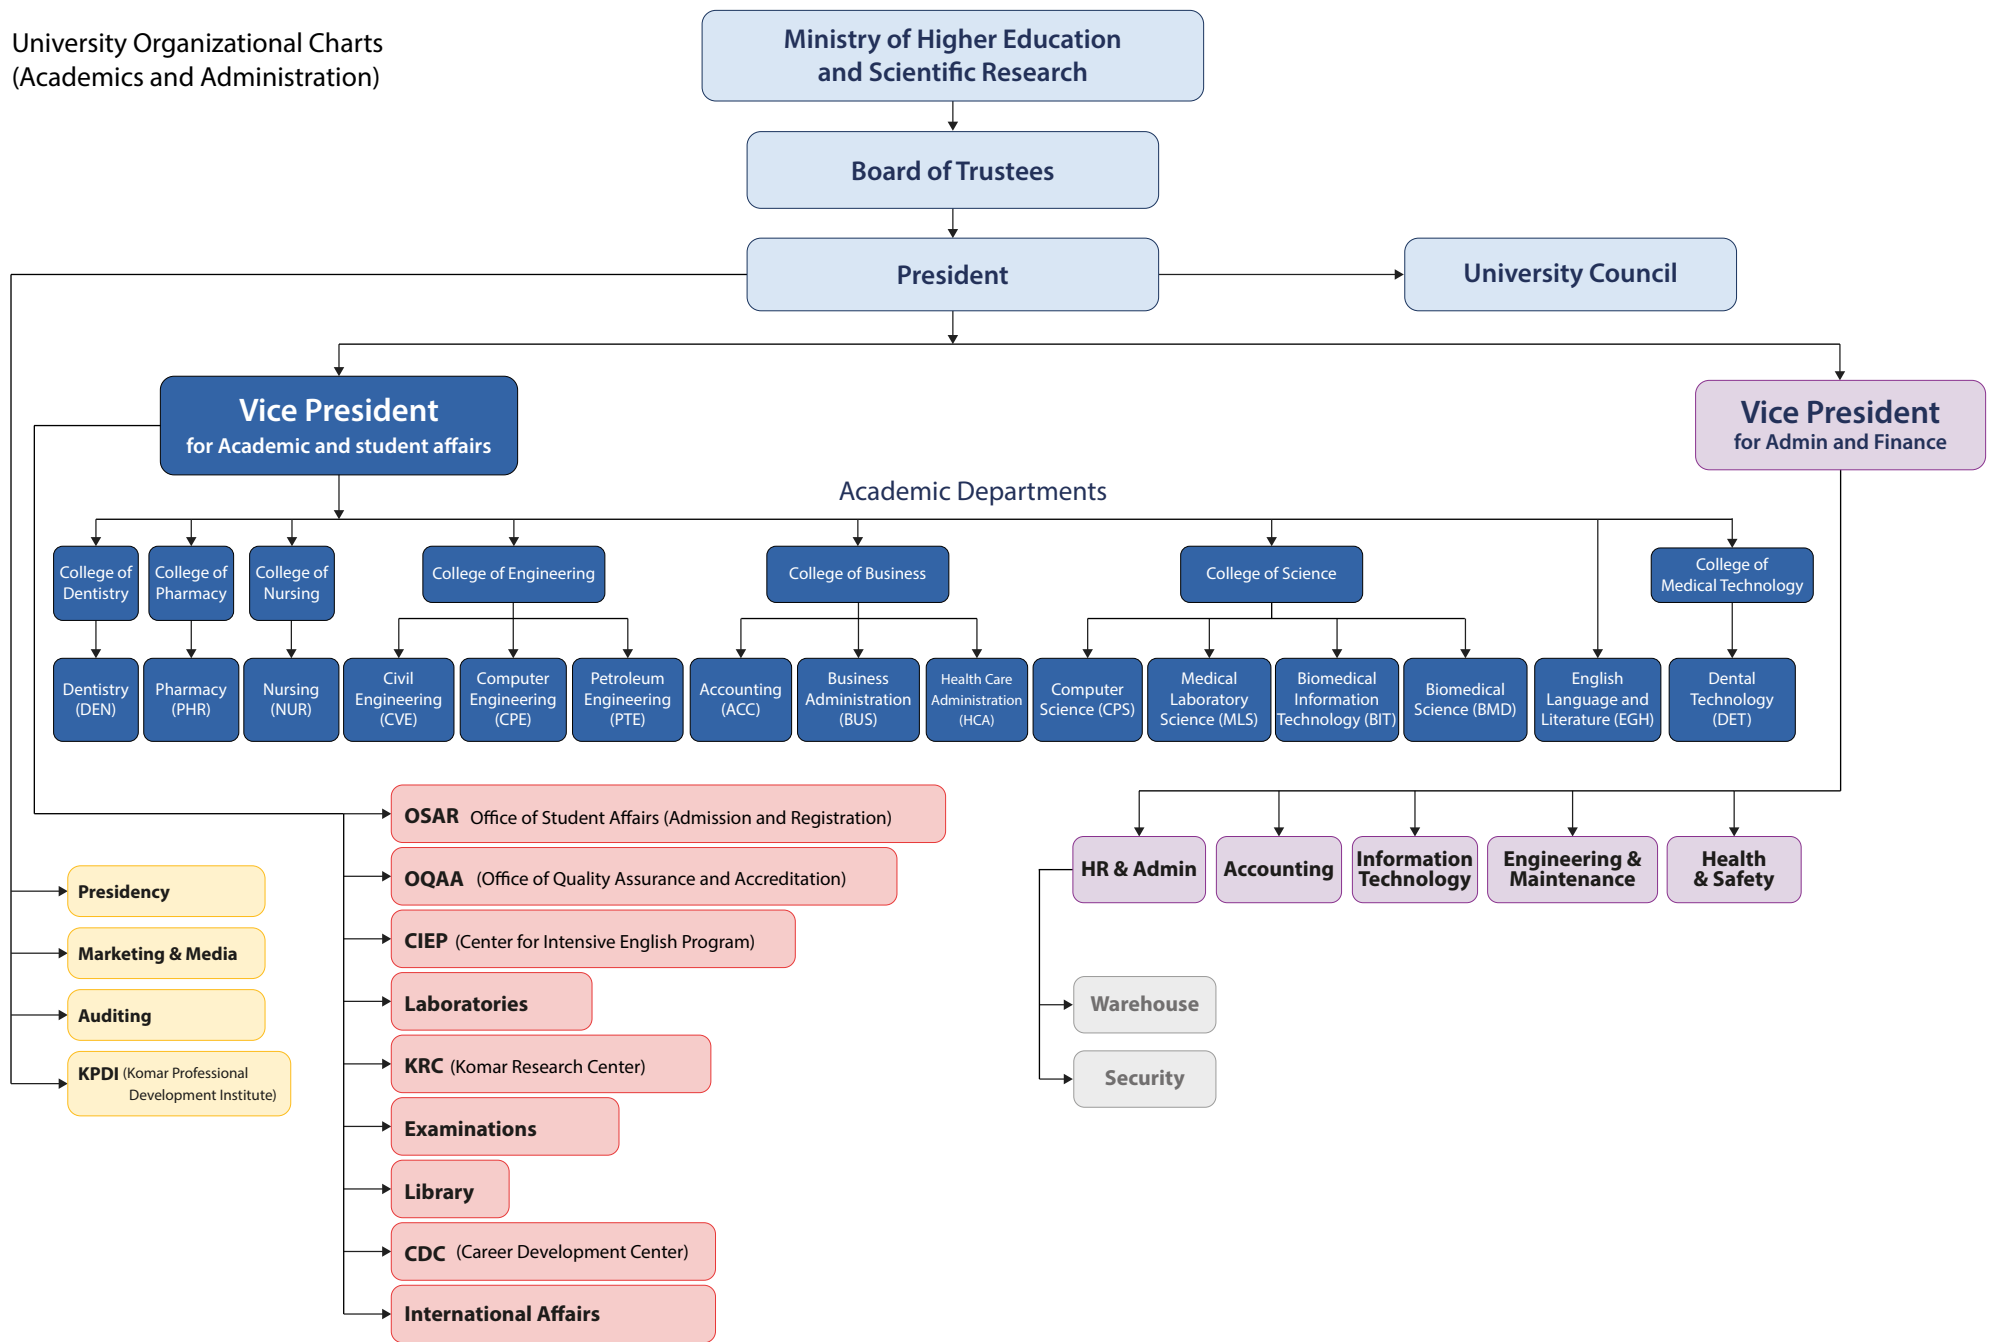 University Organizational Charts
(Academics and Administration)
Ministry of Higher Education
and Scientific Research
Board of Trustees
President
University Council
Vice President
for Academic and student affairs
Vice President
for Admin and Finance
Academic Departments
College of
Dentistry
College of
Pharmacy
College of
Nursing
College of Engineering
College of Business
College of Science
College of
Medical Technology
Dentistry
(DEN)
Pharmacy
(PHR)
Nursing
(NUR)
Civil
Engineering
(CVE)
Computer
Engineering
(CPE)
Petroleum
Engineering
(PTE)
Accounting
(ACC)
Business
Administration
(BUS)
Health Care
Administration
(HCA)
Computer
Science (CPS)
Medical
Laboratory
Science (MLS)
Biomedical
Information
Technology (BIT)
Biomedical
Science (BMD)
English
Language and
Literature (EGH)
Dental
Technology
(DET)
OSAR Office of Student Affairs (Admission and Registration)
OQAA (Office of Quality Assurance and Accreditation)
CIEP (Center for Intensive English Program)
Laboratories
KRC (Komar Research Center)
Examinations
Library
CDC (Career Development Center)
International Affairs
Presidency
Marketing & Media
Auditing
KPDI (Komar Professional
Development Institute)
HR & Admin
Accounting
Information
Technology
Engineering &
Maintenance
Health
& Safety
Warehouse
Security